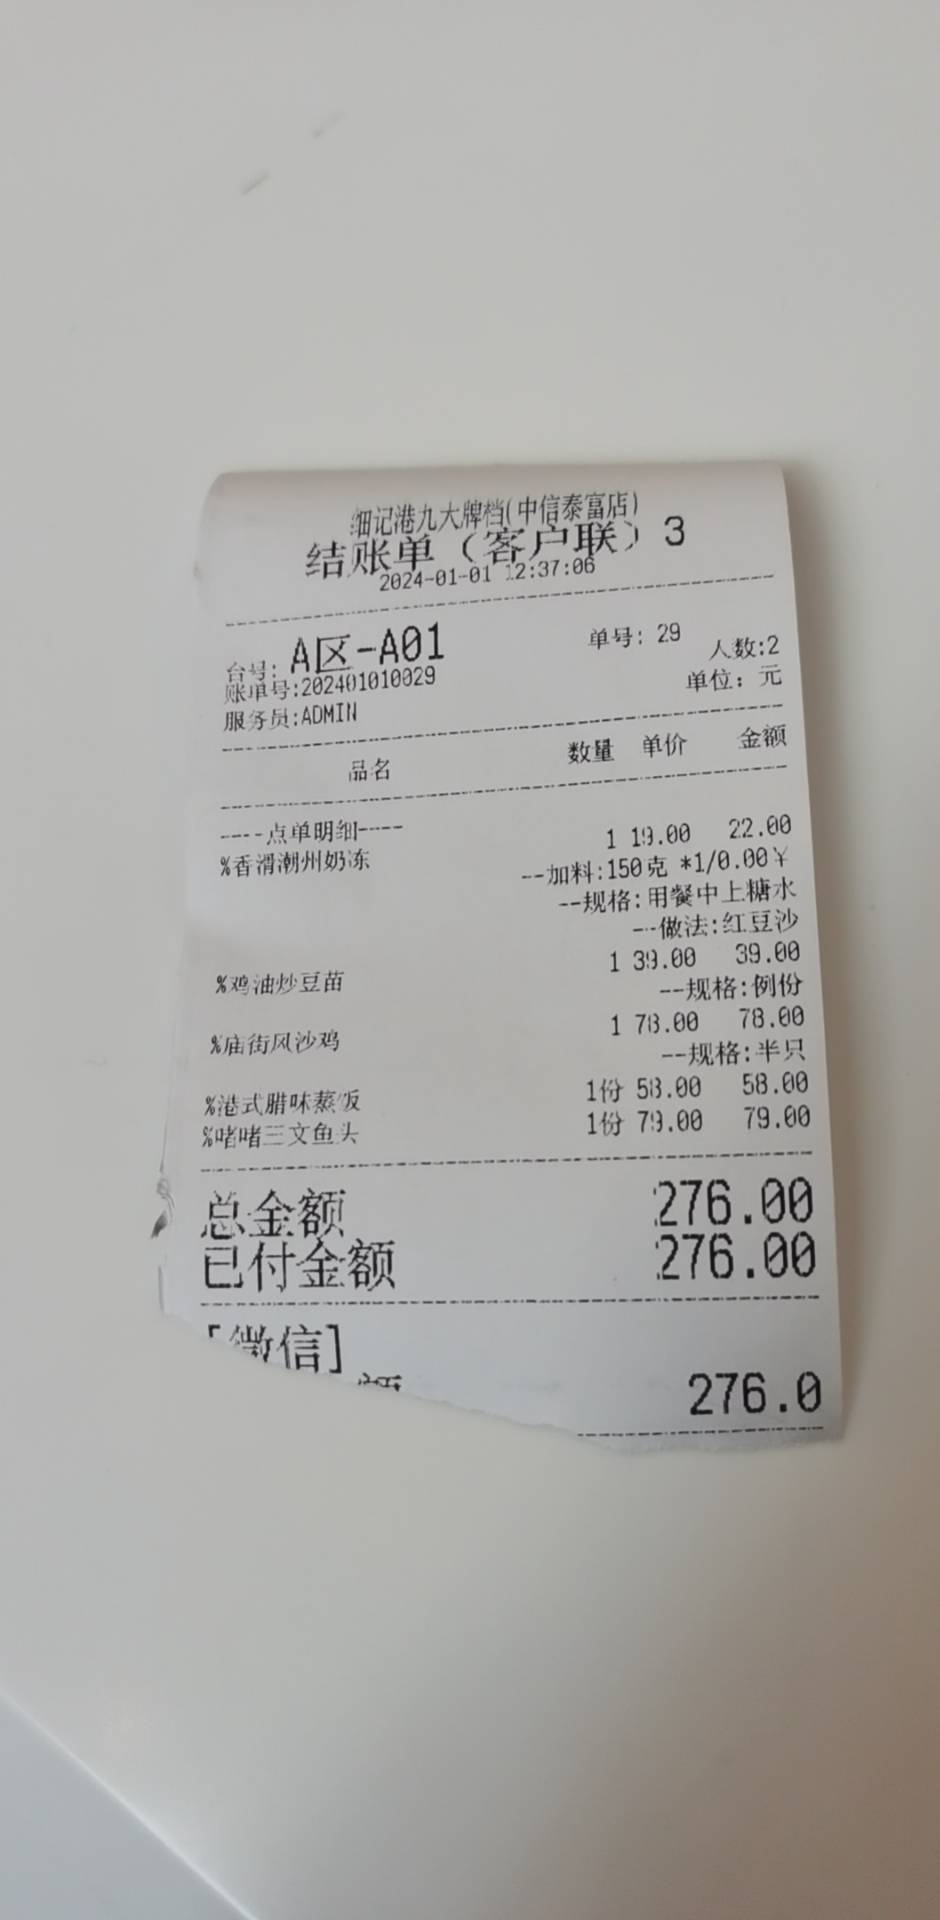 细记港九大牌档(中信泰富店)
结账单（客户联）3
2024-01-01 12:37:06
台号: A区-A01 单号: 29
账单号:202401010029 人数:2
服务员:ADMIN 单位: 元
品名 数量 单价 金额
----点单明细----
%香滑潮州奶冻 1 19.00 22.00
--加料:150克 *1/0.00¥
--规格:用餐中上糖水
--做法:红豆沙
%鸡油炒豆苗 1 39.00 39.00
--规格:例份
%庙街风沙鸡 1 78.00 78.00
--规格:半只
%港式腊味蒸饭 1份 58.00 58.00
%啫啫三文鱼头 1份 79.00 79.00
总金额 276.00
已付金额 276.00
[微信]
额 276.0